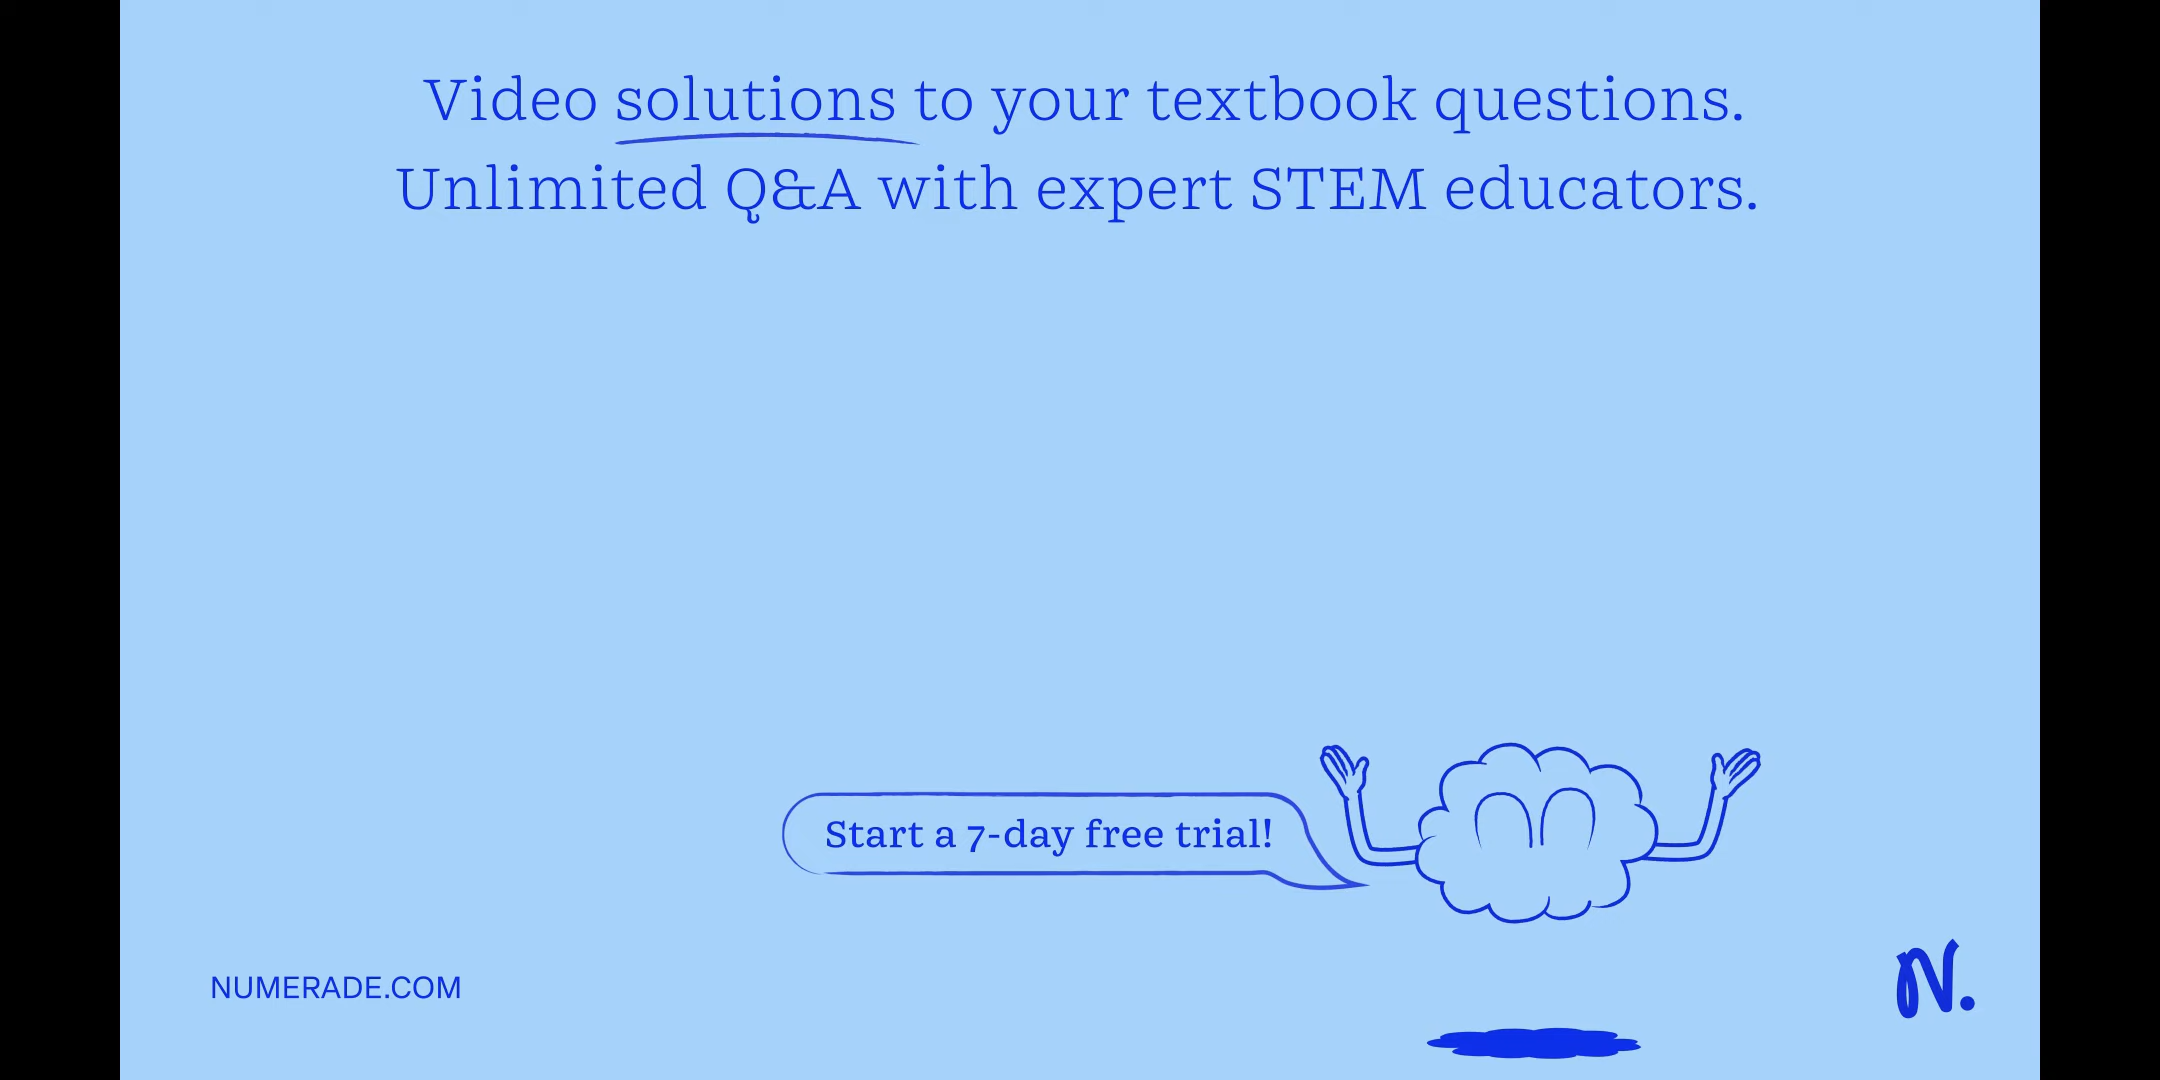 Video solutions to your textbook questions.
Unlimited Q&A with expert STEM educators.
Start a 7-day free trial!
NUMERADE.COM
N.